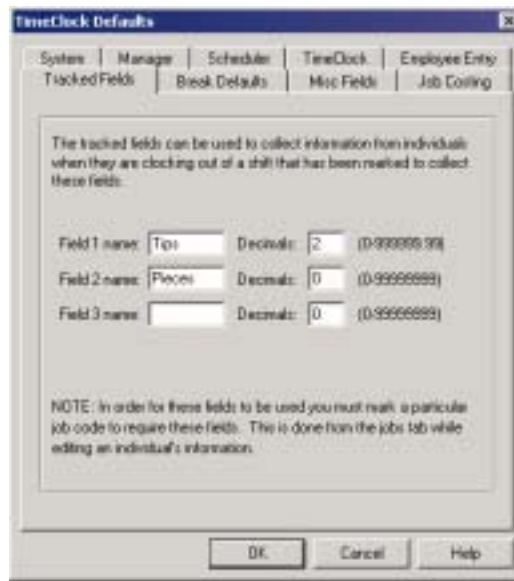 TimeClock Defaults
System Manager Scheduler TimeClock Employee Entry
Tracked Fields Break Defaults Misc Fields Job Costing
The tracked fields can be used to collect information from individuals
when they are clocking out of a shift that has been marked to collect
these fields.
Field 1 name: Tips Decimals: 2 (0-999999.99)
Field 2 name: Pieces Decimals: 0 (0-99999999)
Field 3 name: Decimals: 0 (0-99999999)
NOTE: In order for these fields to be used you must mark a particular
job code to require these fields. This is done from the jobs tab while
editing an individual's information.
OK Cancel Help